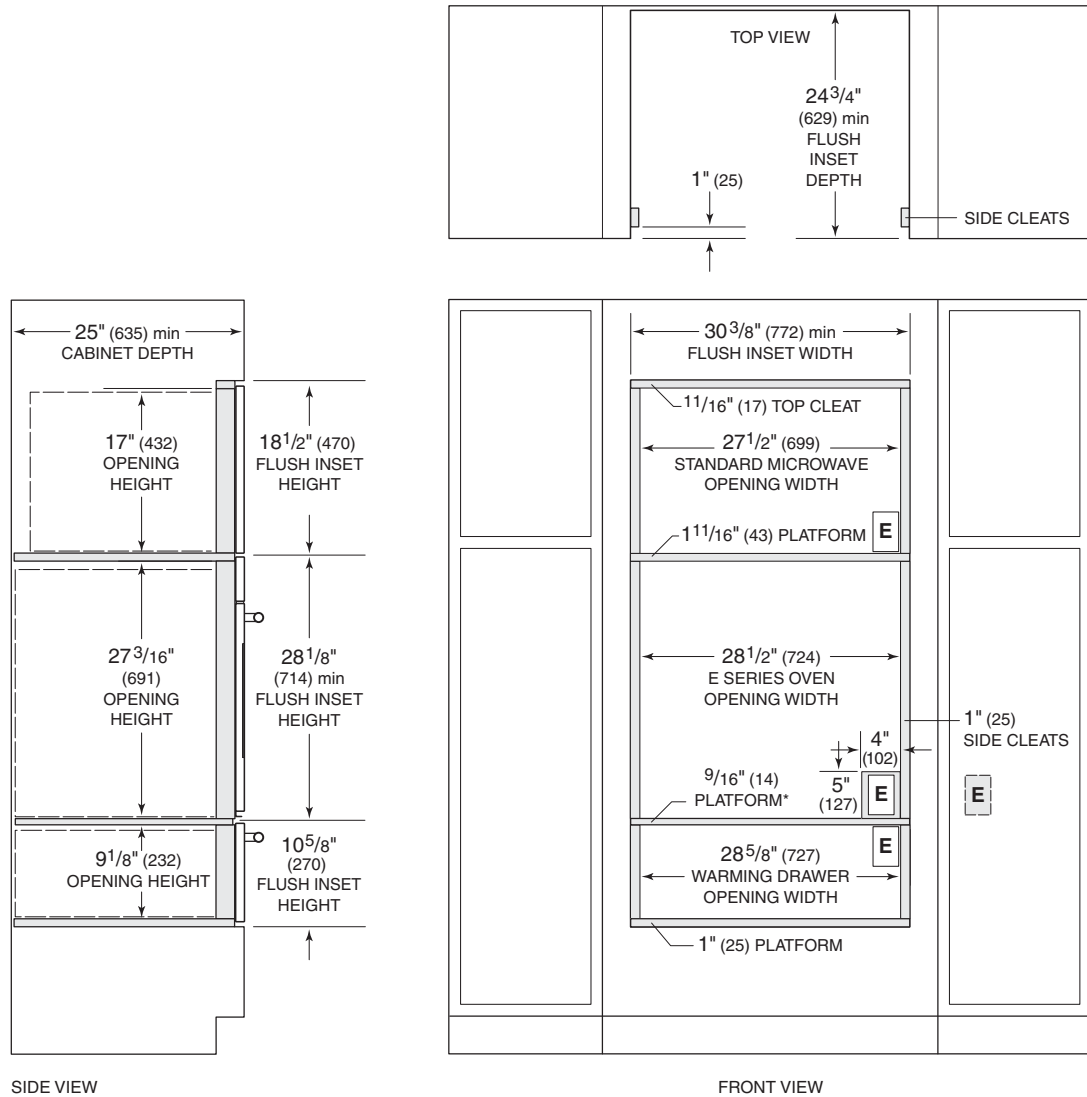 TOP VIEW
24 3/4"
(629) min
FLUSH
INSET
DEPTH
1" (25)
SIDE CLEATS
25" (635) min
CABINET DEPTH
17" (432)
OPENING
HEIGHT
18 1/2" (470)
FLUSH INSET
HEIGHT
27 3/16"
(691)
OPENING
HEIGHT
28 1/8"
(714) min
FLUSH INSET
HEIGHT
9 1/8" (232)
OPENING HEIGHT
10 5/8"
(270)
FLUSH INSET
HEIGHT
SIDE VIEW
30 3/8" (772) min
FLUSH INSET WIDTH
11/16" (17) TOP CLEAT
27 1/2" (699)
STANDARD MICROWAVE
OPENING WIDTH
E
1 11/16" (43) PLATFORM
28 1/2" (724)
E SERIES OVEN
OPENING WIDTH
1" (25)
SIDE CLEATS
4"
(102)
9/16" (14)
PLATFORM*
5"
(127)
E
E
E
28 5/8" (727)
WARMING DRAWER
OPENING WIDTH
1" (25) PLATFORM
FRONT VIEW